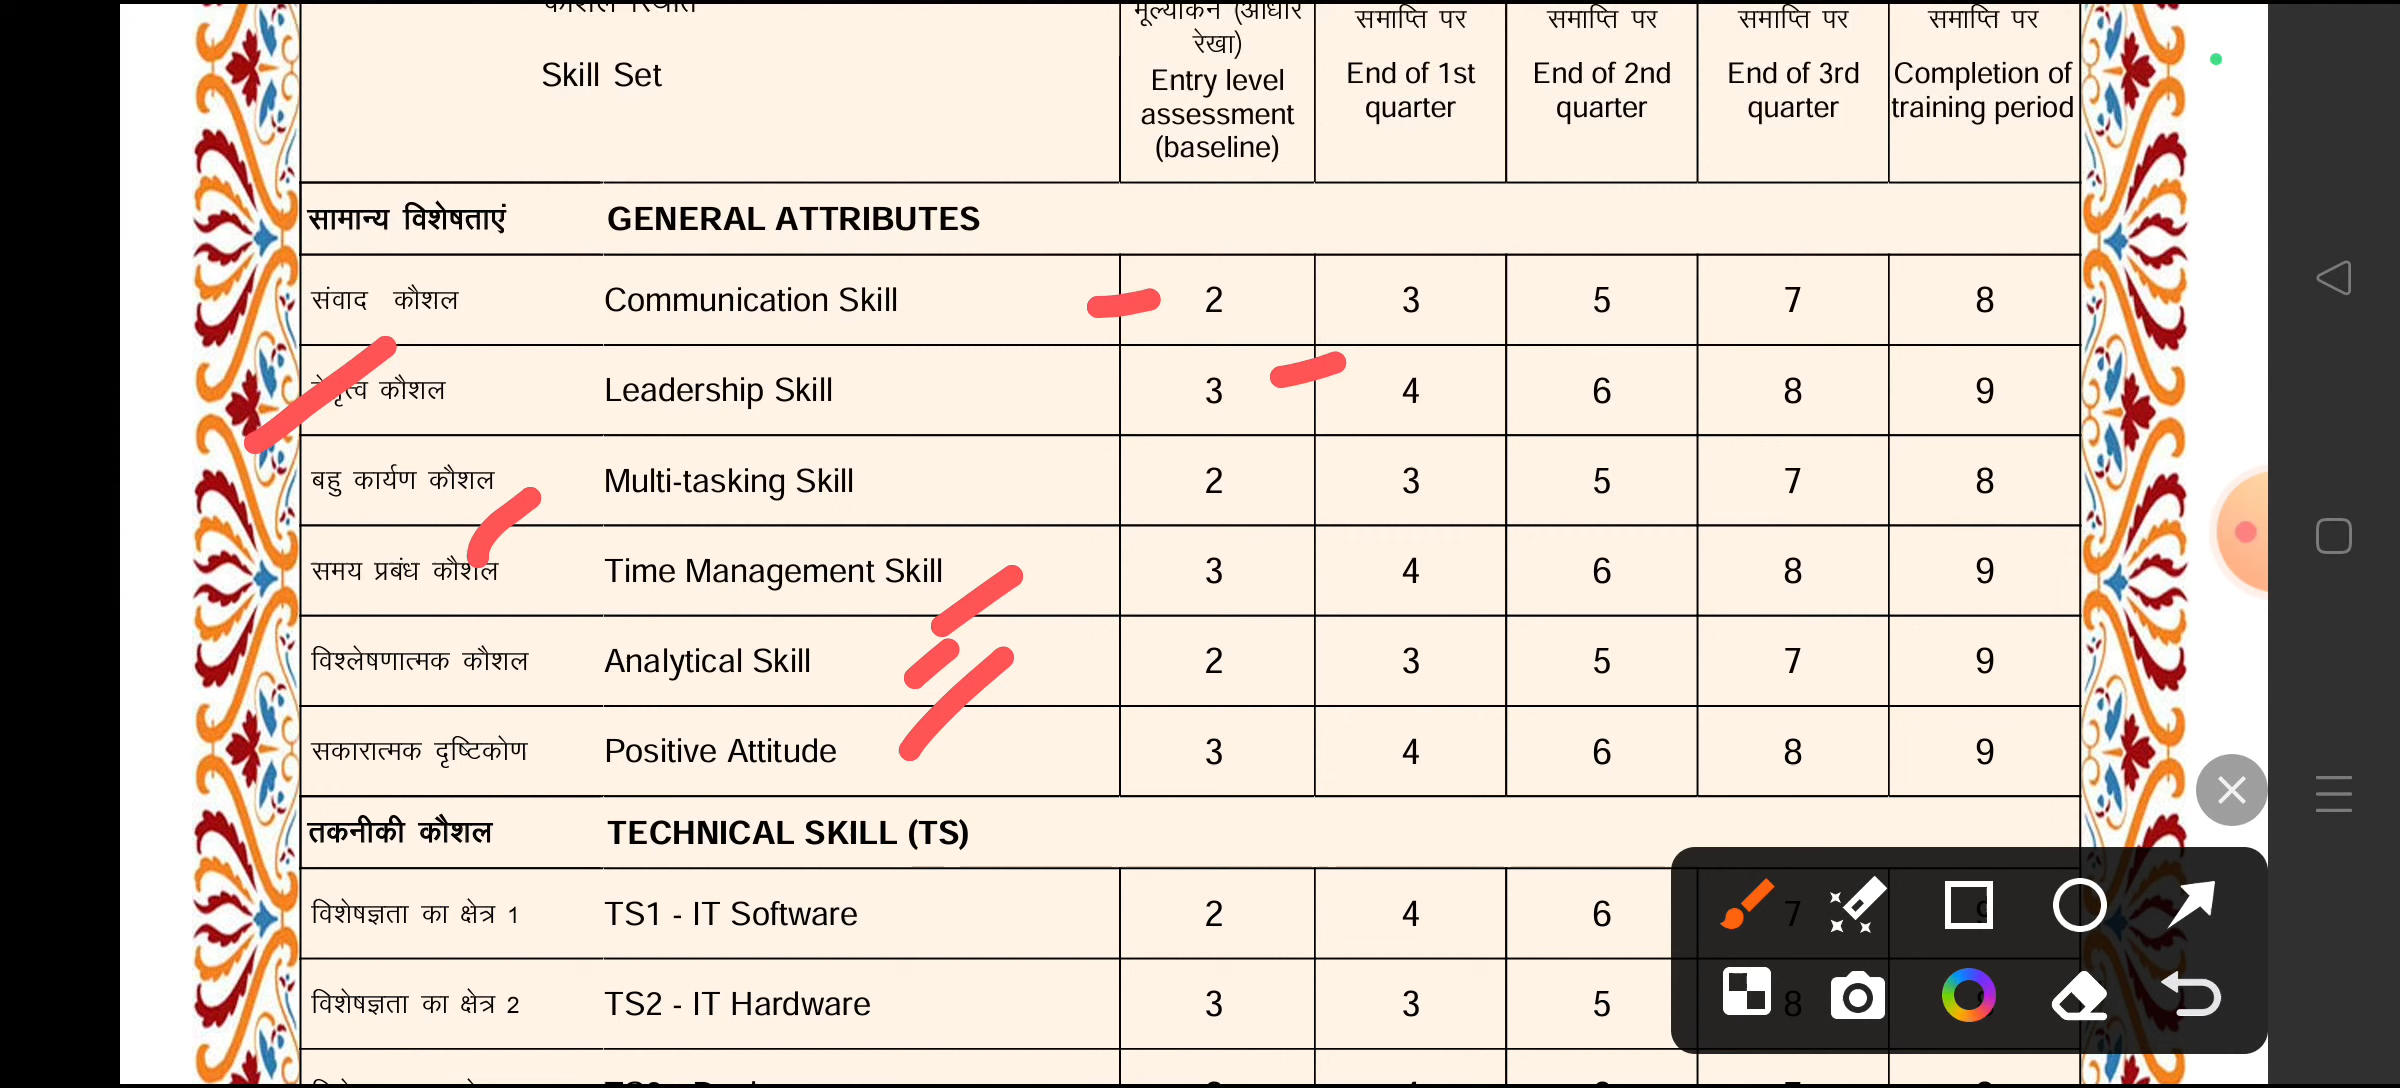 मूल्यांकन (आधार रेखा) समाप्ति पर समाप्ति पर समाप्ति पर समाप्ति पर
Skill Set Entry level assessment (baseline) End of 1st quarter End of 2nd quarter End of 3rd quarter Completion of training period
सामान्य विशेषताएं GENERAL ATTRIBUTES
संवाद कौशल Communication Skill 2 3 5 7 8
कौशल Leadership Skill 3 4 6 8 9
बहु कार्यण कौशल Multi-tasking Skill 2 3 5 7 8
समय प्रबंध कौशल Time Management Skill 3 4 6 8 9
विश्लेषणात्मक कौशल Analytical Skill 2 3 5 7 9
सकारात्मक दृष्टिकोण Positive Attitude 3 4 6 8 9
तकनीकी कौशल TECHNICAL SKILL (TS)
विशेषज्ञता का क्षेत्र 1 TS1 - IT Software 2 4 6 7 9
विशेषज्ञता का क्षेत्र 2 TS2 - IT Hardware 3 3 5 8